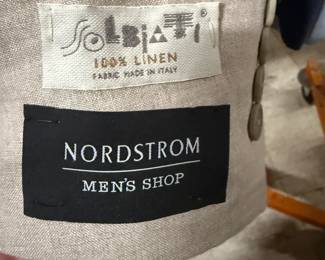 SOLBIATI®
100% LINEN
FABRIC MADE IN ITALY
NORDSTROM
MEN'S SHOP